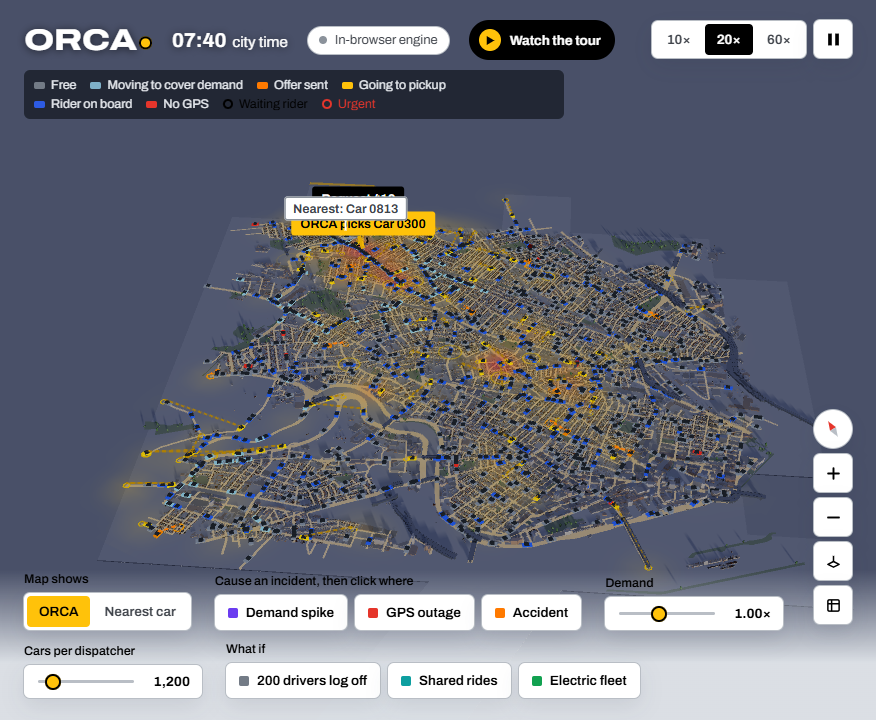 ORCA
07:40 city time
In-browser engine
Watch the tour
10×
20×
60×
Free
Moving to cover demand
Offer sent
Going to pickup
Rider on board
No GPS
Waiting rider
Urgent
Nearest: Car 0813
ORCA picks Car 0300
Map shows
ORCA
Nearest car
Cause an incident, then click where
Demand spike
GPS outage
Accident
Demand
1.00×
Cars per dispatcher
1,200
What if
200 drivers log off
Shared rides
Electric fleet